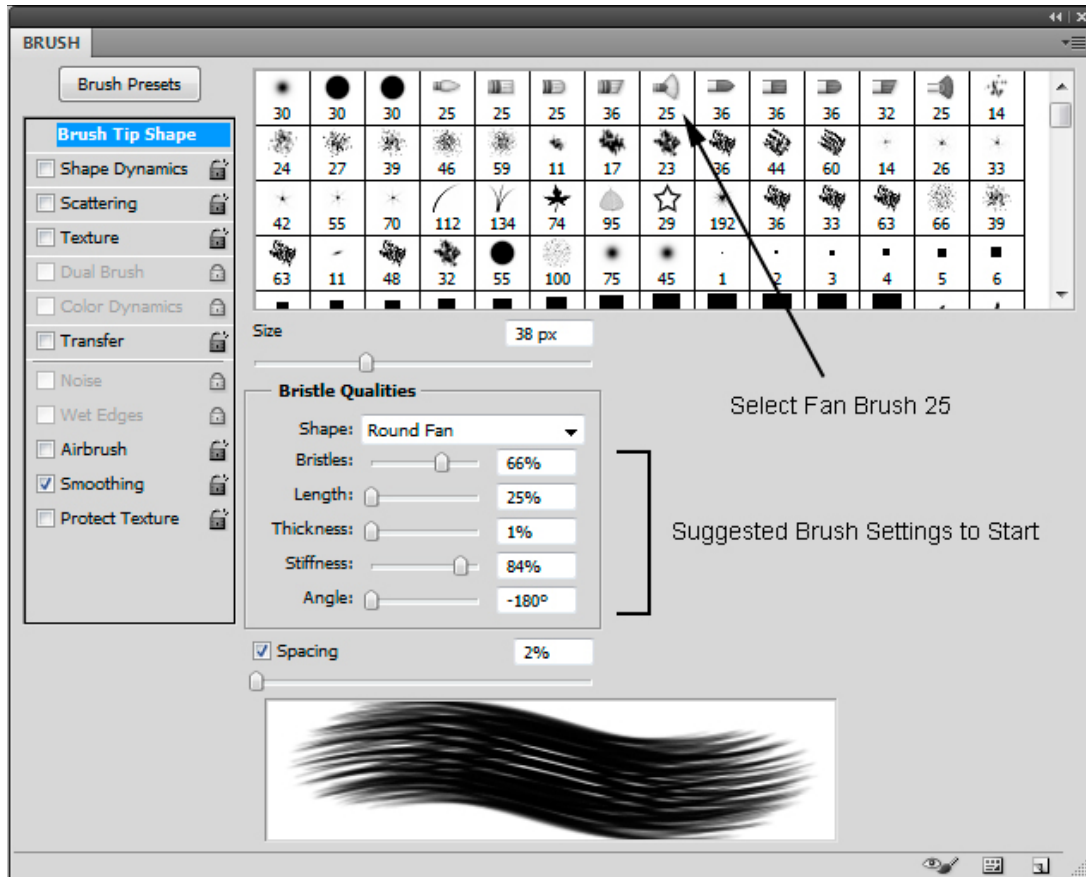 BRUSH
Brush Presets
30 30 30 25 25 25 36 25 36 36 36 32 25 14
Brush Tip Shape
24 27 39 46 59 11 17 23 36 44 60 14 26 33
Shape Dynamics
Scattering
42 55 70 112 134 74 95 29 192 36 33 63 66 39
Texture
Dual Brush
63 11 48 32 55 100 75 45 1 2 3 4 5 6
Color Dynamics
Transfer
Size 38 px
Noise
Wet Edges
Airbrush
Smoothing
Protect Texture
Bristle Qualities
Shape: Round Fan
Bristles: 66%
Length: 25%
Thickness: 1%
Stiffness: 84%
Angle: -180º
Select Fan Brush 25
Suggested Brush Settings to Start
Spacing 2%